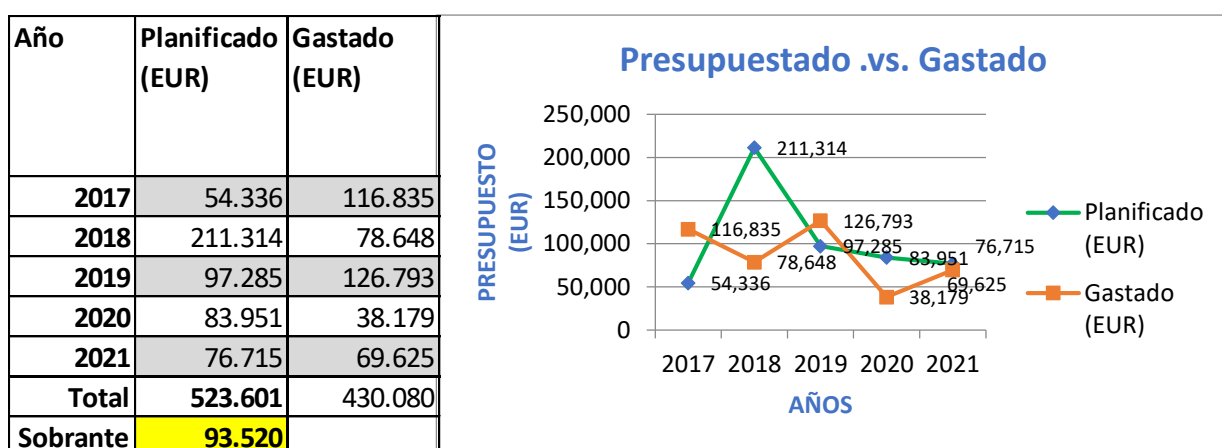 Año Planificado Gastado
(EUR) (EUR)
2017 54.336 116.835
2018 211.314 78.648
2019 97.285 126.793
2020 83.951 38.179
2021 76.715 69.625
Total 523.601 430.080
Sobrante 93.520
Presupuestado .vs. Gastado
PRESUPUESTO
(EUR)
250,000
200,000
150,000
100,000
50,000
0
211,314
116,835
126,793
78,648
97,285
83,951
76,715
54,336
38,179
69,625
2017 2018 2019 2020 2021
AÑOS
Planificado
(EUR)
Gastado
(EUR)